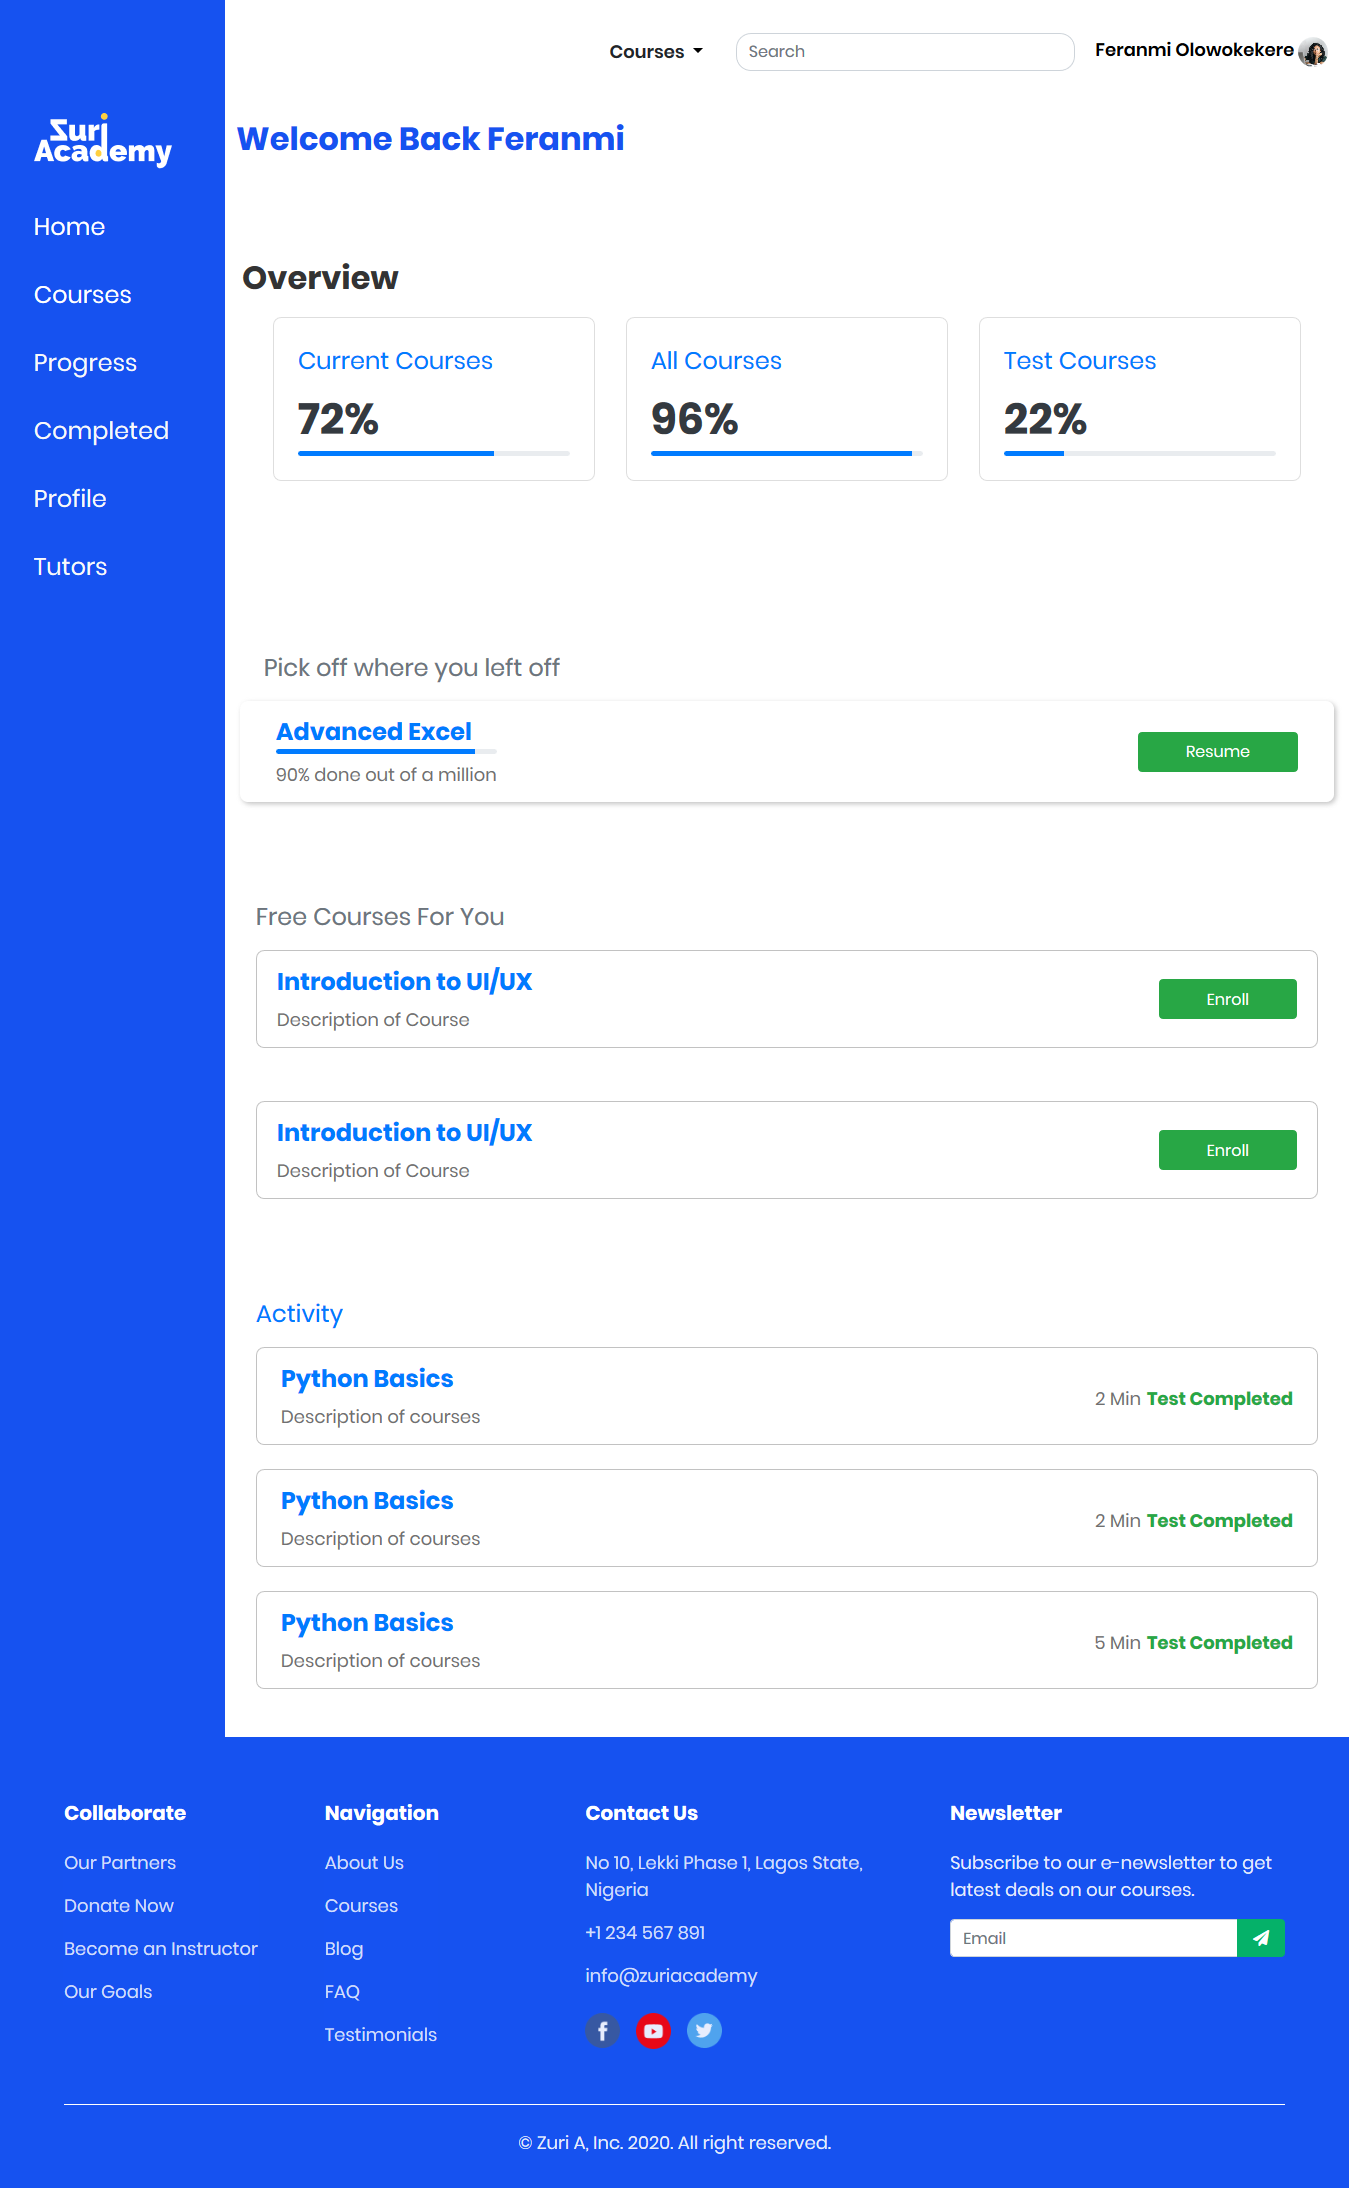 Courses
Search
Feranmi Olowokekere
Zuri
Academy
Home
Courses
Progress
Completed
Profile
Tutors
Welcome Back Feranmi
Overview
Current Courses
72%
All Courses
96%
Test Courses
22%
Pick off where you left off
Advanced Excel
90% done out of a million
Resume
Free Courses For You
Introduction to UI/UX
Description of Course
Enroll
Introduction to UI/UX
Description of Course
Enroll
Activity
Python Basics
Description of courses
2 Min Test Completed
Python Basics
Description of courses
2 Min Test Completed
Python Basics
Description of courses
5 Min Test Completed
Collaborate
Our Partners
Donate Now
Become an Instructor
Our Goals
Navigation
About Us
Courses
Blog
FAQ
Testimonials
Contact Us
No 10, Lekki Phase 1, Lagos State,
Nigeria
+1 234 567 891
info@zuriacademy
Newsletter
Subscribe to our e-newsletter to get
latest deals on our courses.
Email
© Zuri A, Inc. 2020. All right reserved.